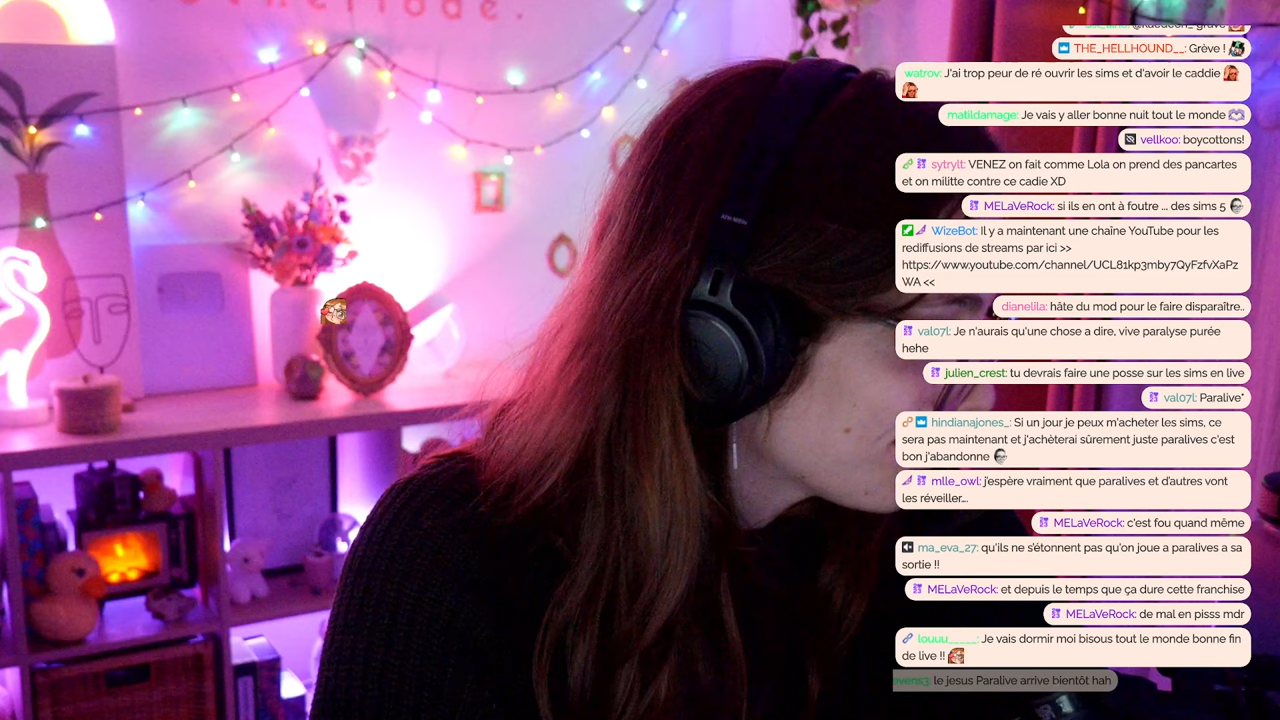 THE_HELLHOUND__: Grève !
watrov: J'ai trop peur de ré ouvrir les sims et d'avoir le caddie
matildamage: Je vais y aller bonne nuit tout le monde
vellkoo: boycottons!
sytrylt: VENEZ on fait comme Lola on prend des pancartes
et on militte contre ce cadie XD
MELaVeRock: si ils en ont à foutre ... des sims 5
WizeBot: Il y a maintenant une chaîne YouTube pour les
rediffusions de streams par ici >>
https://www.youtube.com/channel/UCL81kp3mby7QyFzfvXaPz
WA <<
dianelila: hâte du mod pour le faire disparaître..
val07l: Je n'aurais qu'une chose a dire, vive paralyse purée
hehe
julien_crest: tu devrais faire une posse sur les sims en live
val07l: Paralive*
hindianajones_: Si un jour je peux m'acheter les sims, ce
sera pas maintenant et j'achèterai sûrement juste paralives c'est
bon j'abandonne
mlle_owl: j'espère vraiment que paralives et d'autres vont
les réveiller...
MELaVeRock: c'est fou quand même
ma_eva_27: qu'ils ne s'étonnent pas qu'on joue a paralives a sa
sortie !!
MELaVeRock: et depuis le temps que ça dure cette franchise
MELaVeRock: de mal en pisss mdr
louuu_____: Je vais dormir moi bisous tout le monde bonne fin
de live !!
le jesus Paralive arrive bientôt hah